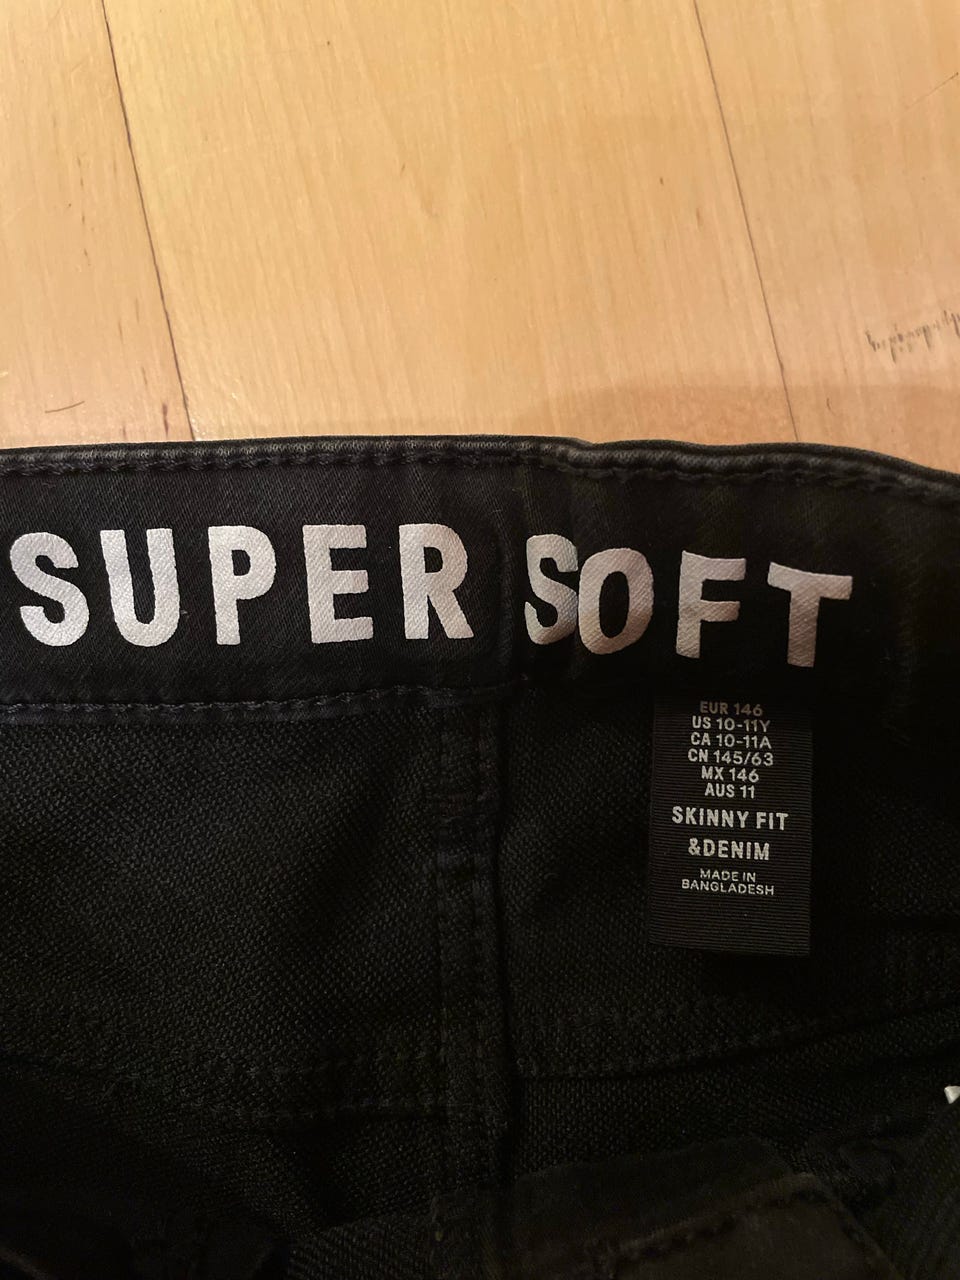 SUPER SOFT
EUR 146
US 10-11Y
CA 10-11A
CN 145/63
MX 146
AUS 11
SKINNY FIT
&DENIM
MADE IN
BANGLADESH